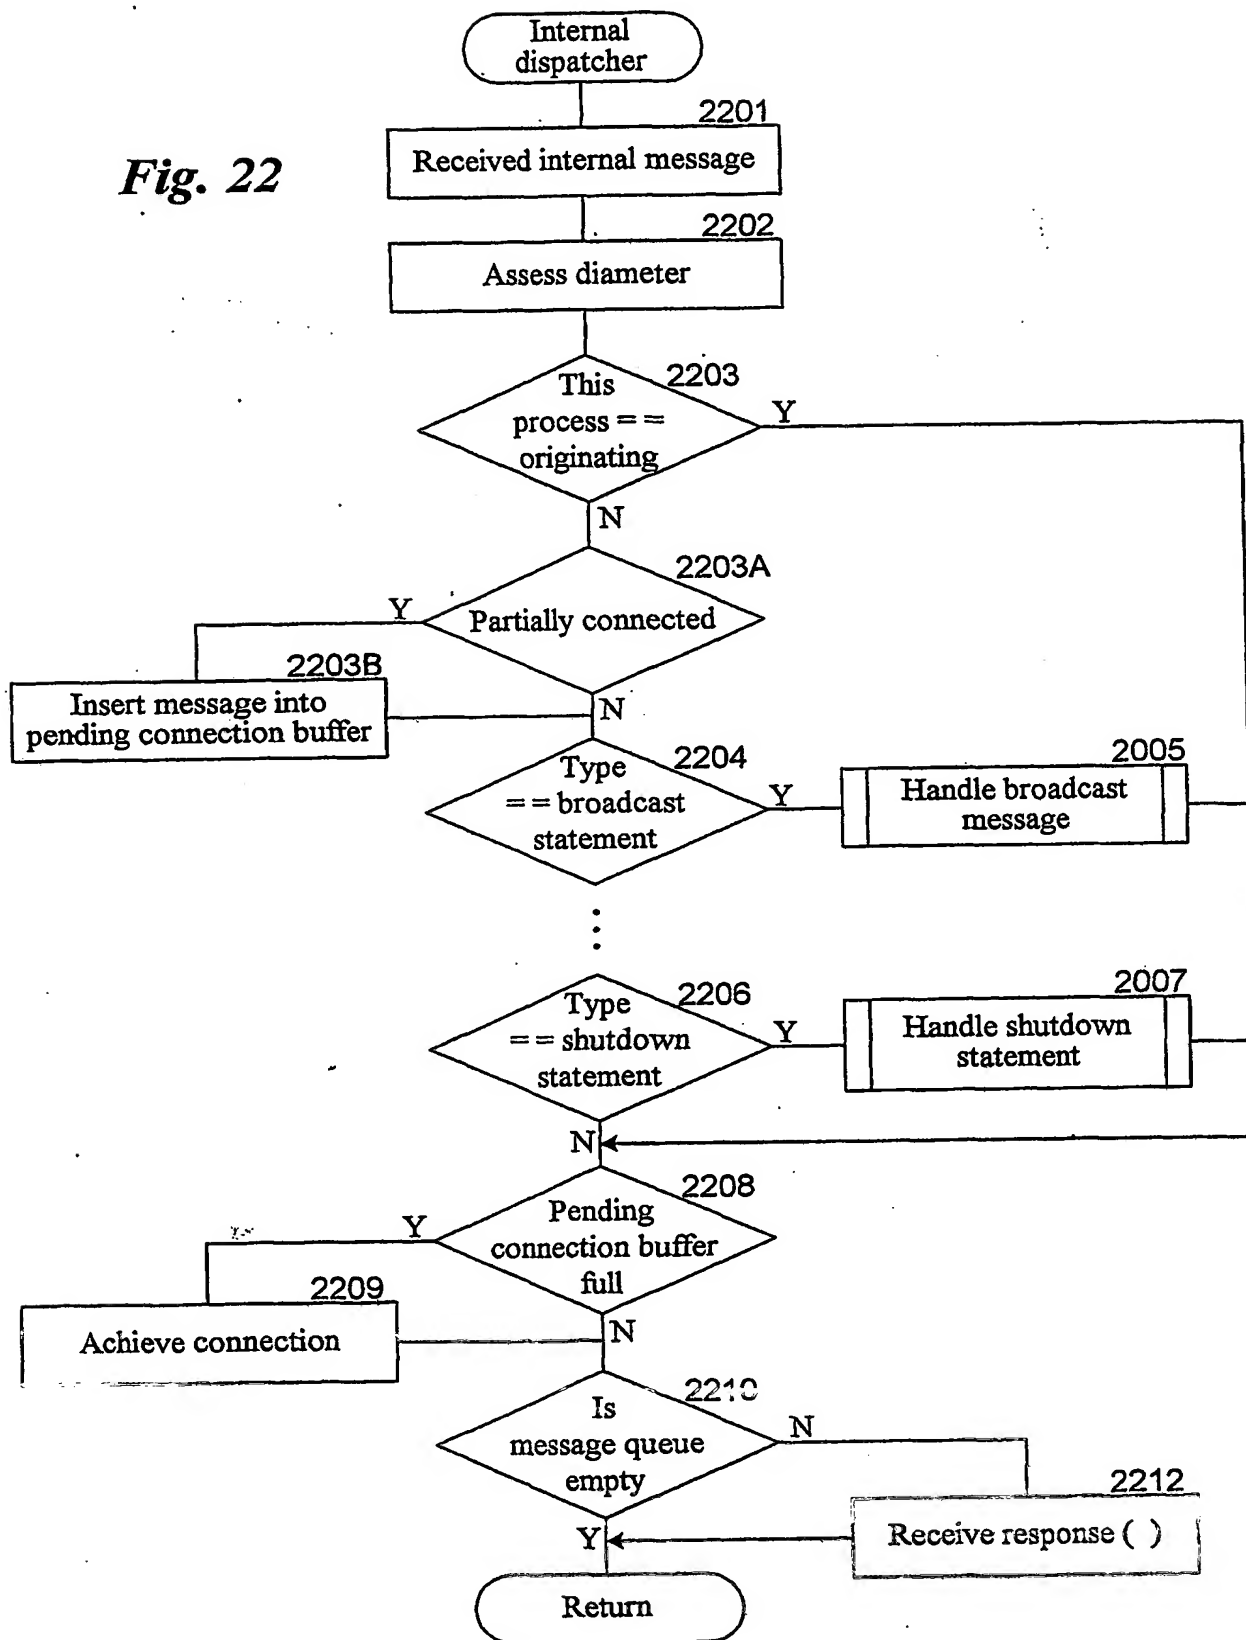 Internal
dispatcher
2201
Received internal message
Fig. 22
2202
Assess diameter
2203
This
process ==
originating
Y
N
2203A
Partially connected
Y
N
2203B
Insert message into
pending connection buffer
2204
Type
== broadcast
statement
Y
2005
Handle broadcast
message
2206
Type
== shutdown
statement
Y
2007
Handle shutdown
statement
N
2208
Pending
connection buffer
full
Y
2209
Achieve connection
N
2210
Is
message queue
empty
N
2212
Receive response ( )
Y
Return